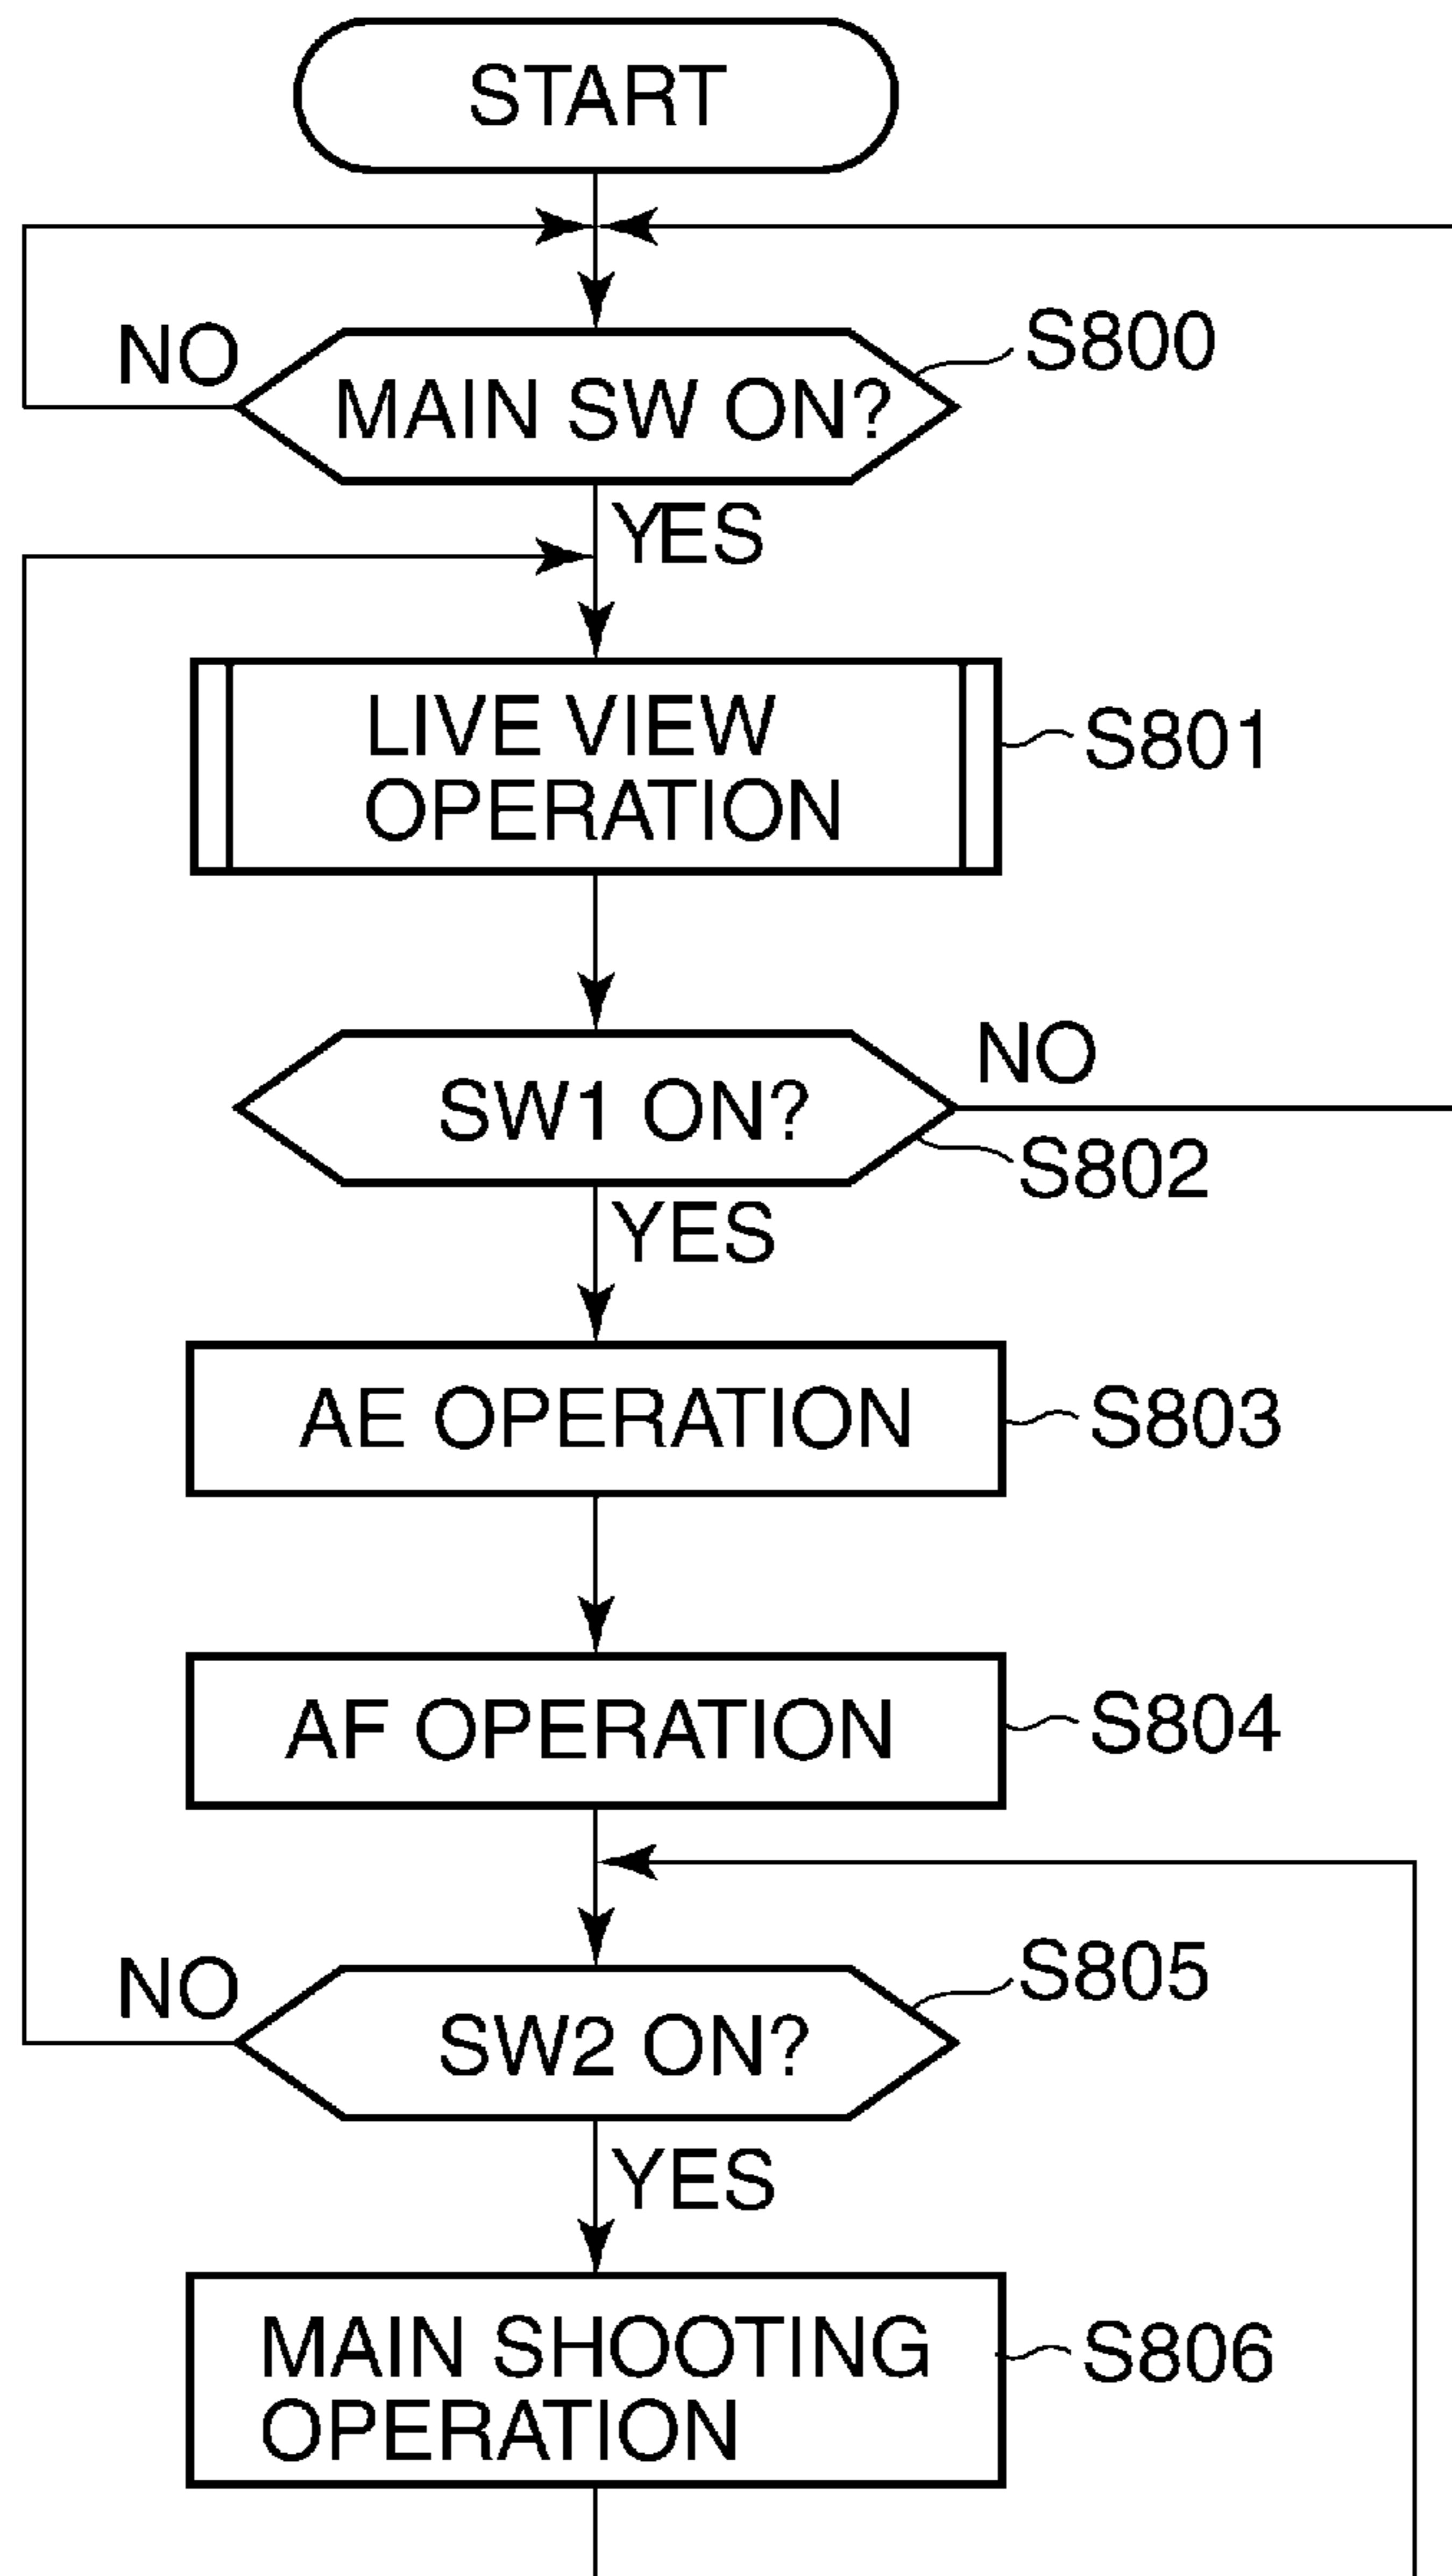 START
NO
S800
MAIN SW ON?
YES
LIVE VIEW
OPERATION
S801
NO
SW1 ON?
S802
YES
AE OPERATION
S803
AF OPERATION
S804
NO
S805
SW2 ON?
YES
MAIN SHOOTING
OPERATION
S806